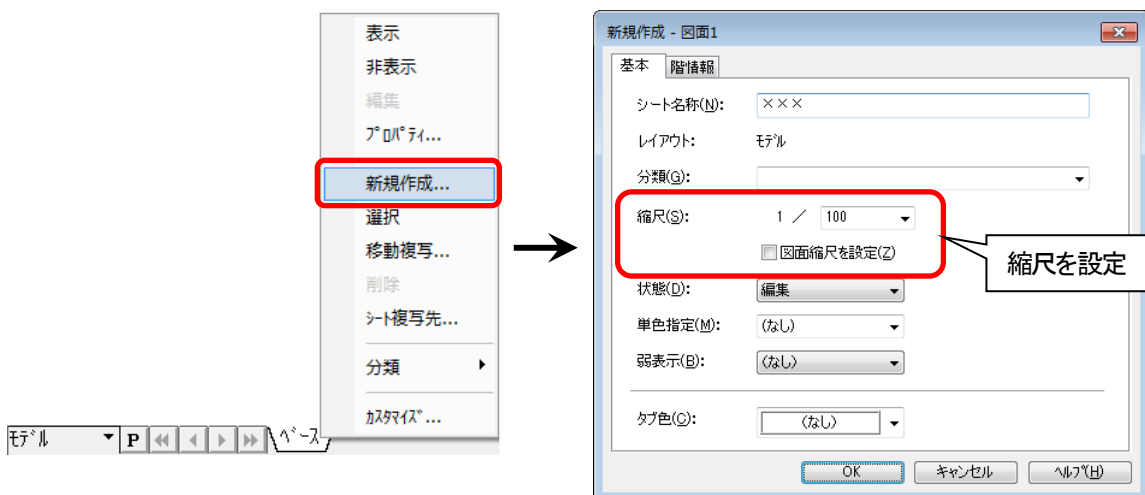 表示
非表示
編集
ﾌﾟﾛﾊﾟﾃｨ...
新規作成...
選択
移動複写...
削除
ｼｰﾄ複写先...
分類
ｶｽﾀﾏｲｽﾞ...
ﾓﾃﾞﾙ
P
ﾍﾞｰｽ
新規作成 - 図面1
基本 階情報
シート名称(N): ×××
レイアウト: ﾓﾃﾞﾙ
分類(G):
縮尺(S): 1 ／ 100
図面縮尺を設定(Z)
縮尺を設定
状態(D): 編集
単色指定(M): (なし)
弱表示(B): (なし)
タブ色(C): (なし)
OK キャンセル ﾍﾙﾌﾟ(H)